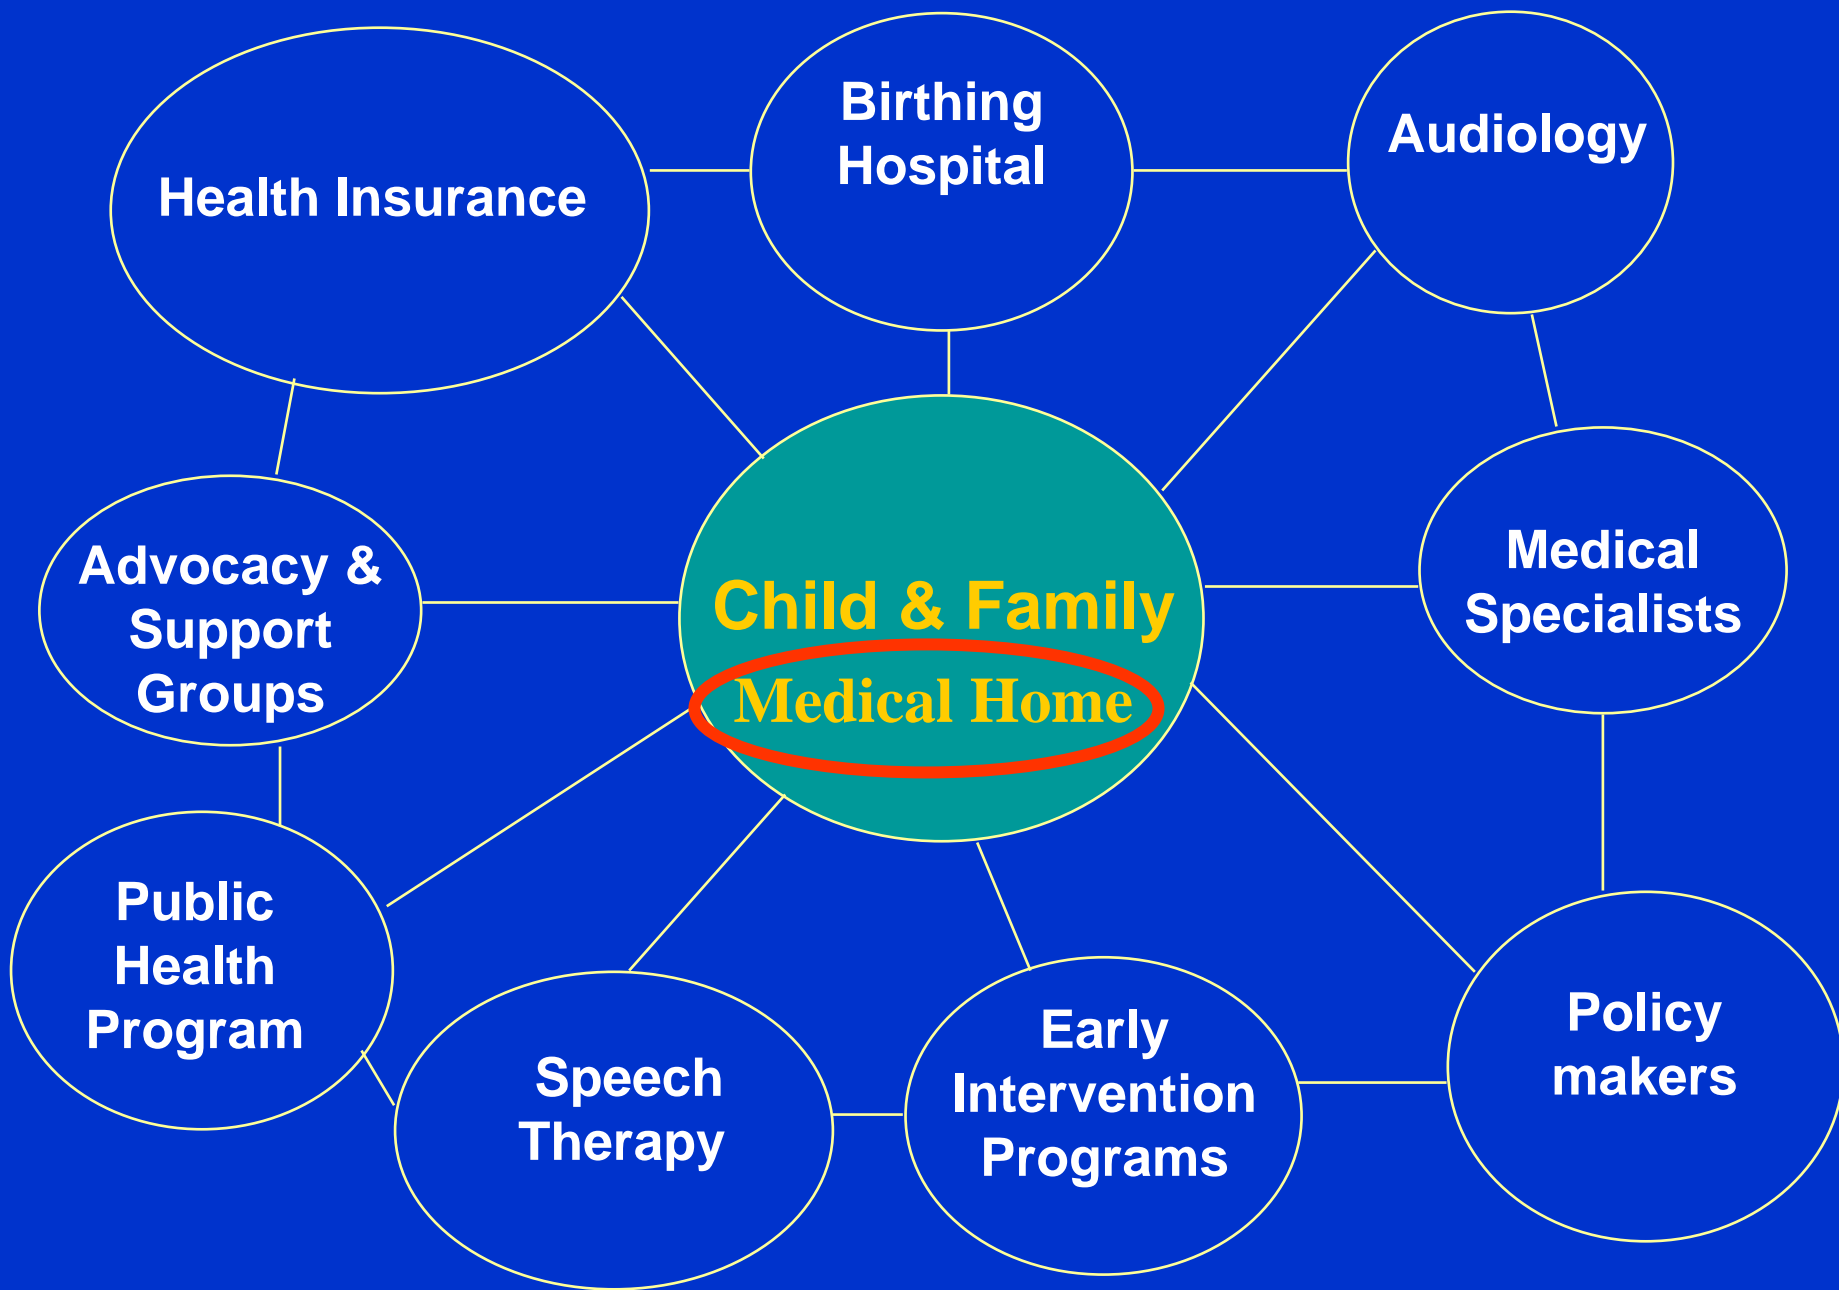 Birthing
Hospital
Audiology
Health Insurance
Advocacy &
Support
Groups
Child & Family
Medical Home
Medical
Specialists
Public
Health
Program
Speech
Therapy
Early
Intervention
Programs
Policy
makers